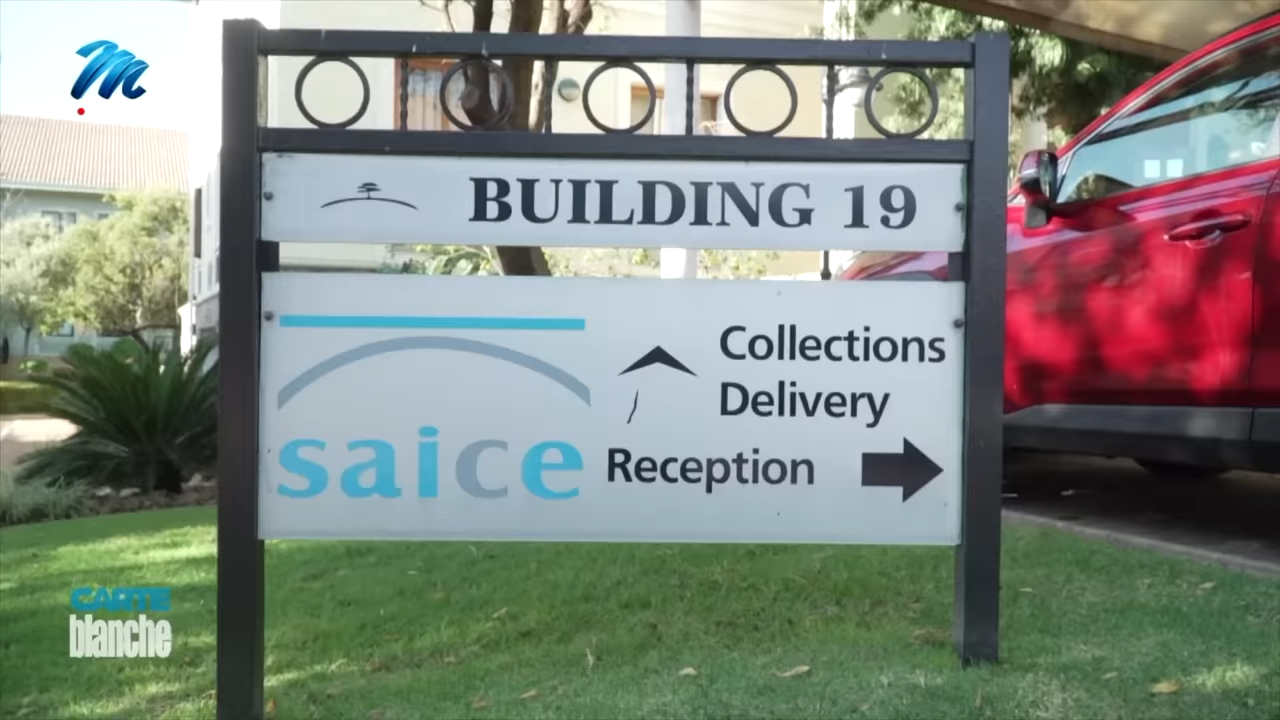 BUILDING 19
Collections
Delivery
saice
Reception
CARTE
blanche